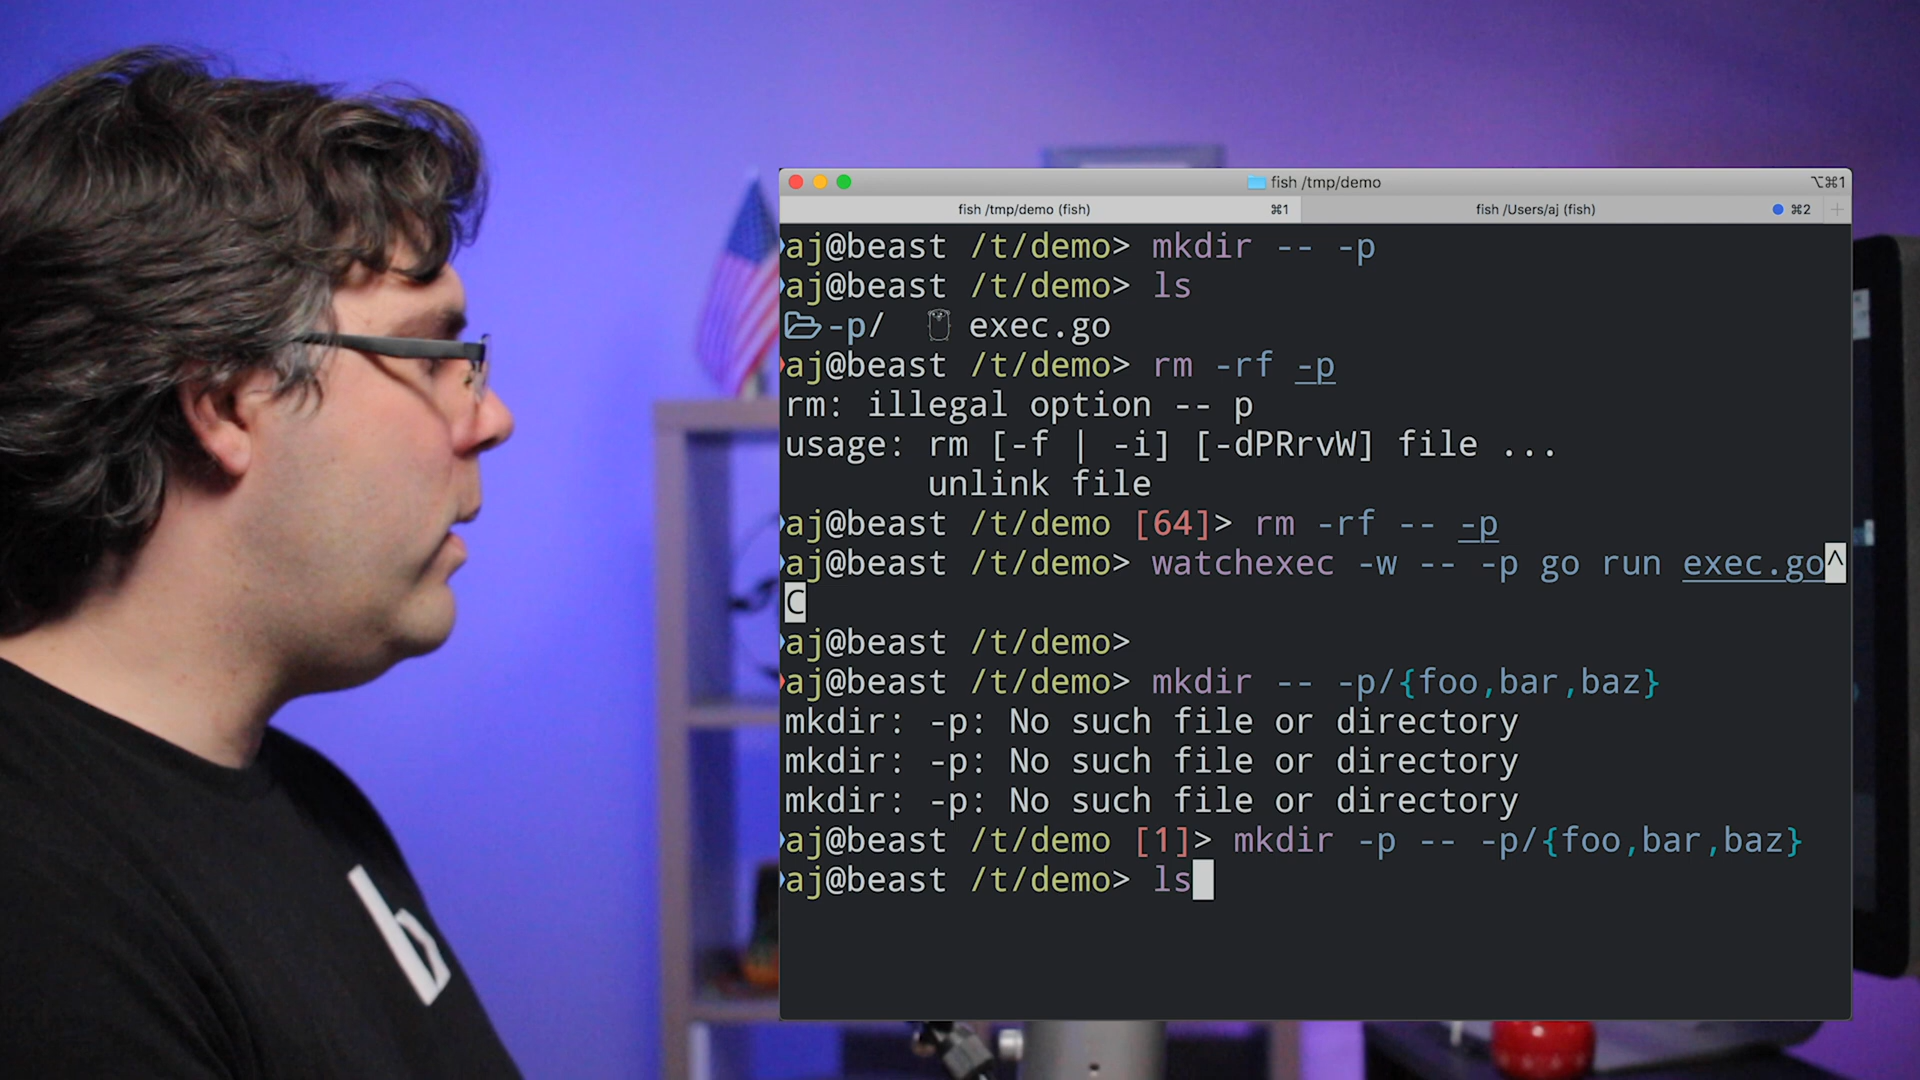 fish /tmp/demo
⌥⌘1
fish /tmp/demo (fish) ⌘1
fish /Users/aj (fish) ⌘2 +
aj@beast /t/demo> mkdir -- -p
aj@beast /t/demo> ls
-p/ exec.go
aj@beast /t/demo> rm -rf -p
rm: illegal option -- p
usage: rm [-f | -i] [-dPRrvW] file ...
unlink file
aj@beast /t/demo [64]> rm -rf -- -p
aj@beast /t/demo> watchexec -w -- -p go run exec.go^
C
aj@beast /t/demo>
aj@beast /t/demo> mkdir -- -p/{foo,bar,baz}
mkdir: -p: No such file or directory
mkdir: -p: No such file or directory
mkdir: -p: No such file or directory
aj@beast /t/demo [1]> mkdir -p -- -p/{foo,bar,baz}
aj@beast /t/demo> ls
b